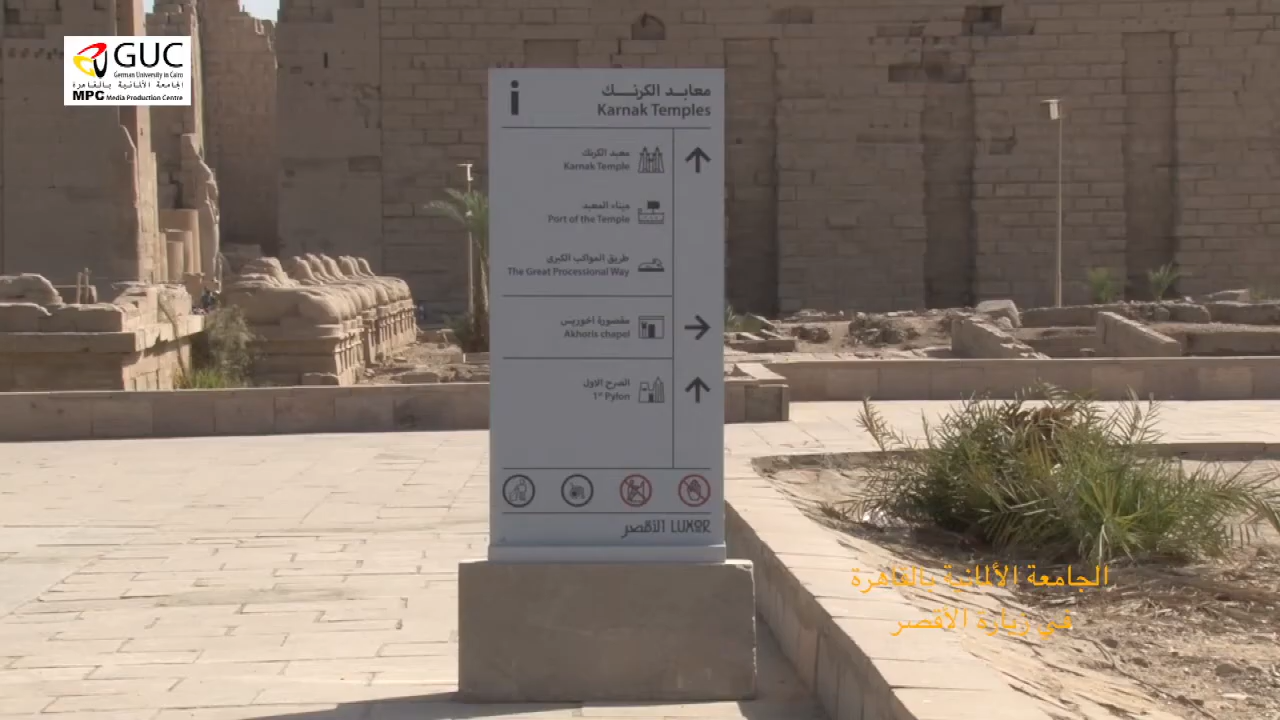 GUC
German University in Cairo
الجامعة الألمانية بالقاهرة
MPC Media Production Centre
i
معابد الكرنك
Karnak Temples
معبد الكرنك
Karnak Temple
ميناء المعبد
Port of the Temple
طريق المواكب الكبرى
The Great Processional Way
مقصورة اخوريس
Akhoris chapel
الصرح الاول
1st Pylon
الأقصر LUXOR
الجامعة الألمانية بالقاهرة
في زيارة الأقصر